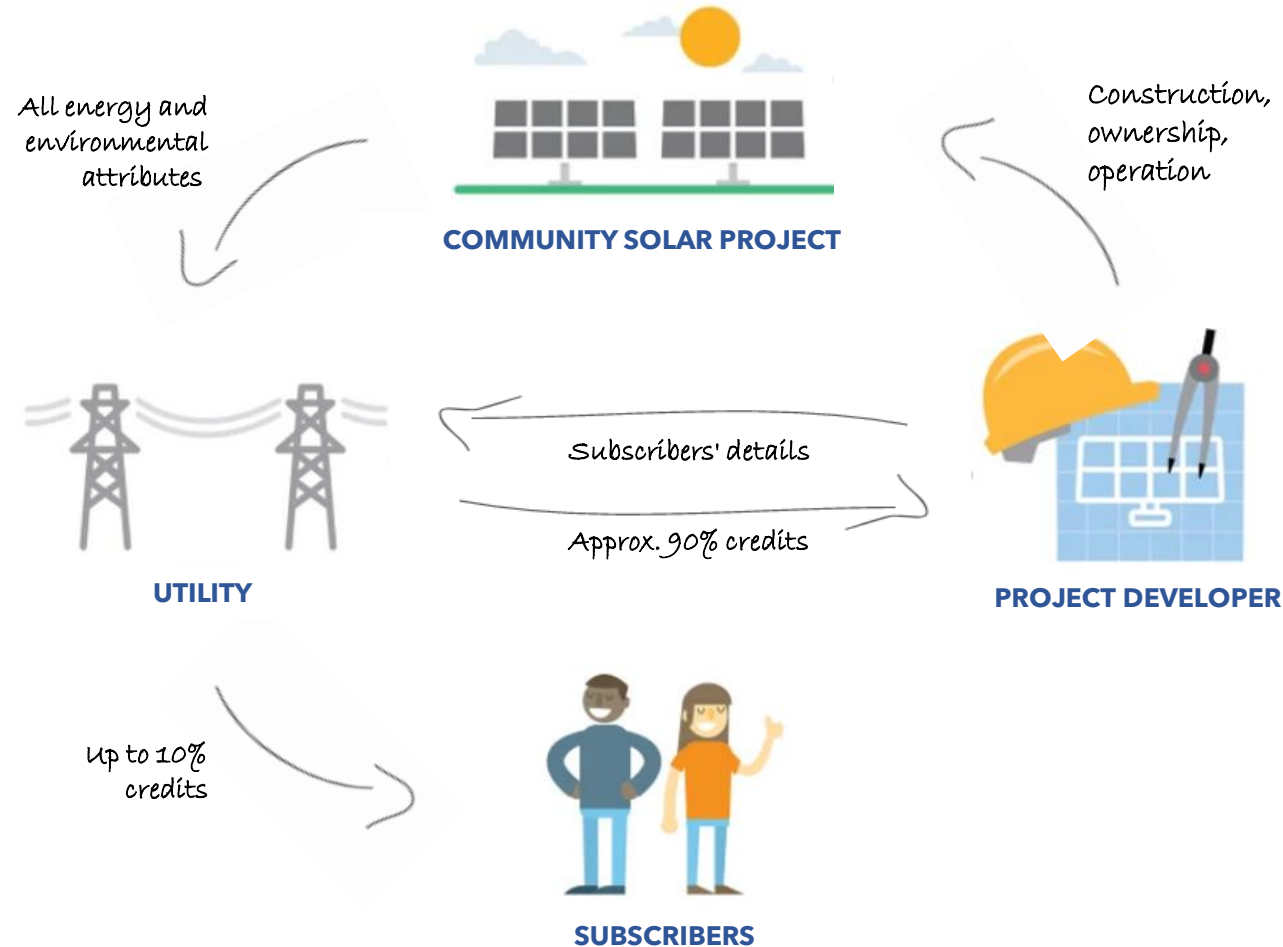 All energy and
environmental
attributes
Construction,
ownership,
operation
COMMUNITY SOLAR PROJECT
Subscribers' details
Approx. 90% credits
UTILITY
PROJECT DEVELOPER
Up to 10%
credits
SUBSCRIBERS